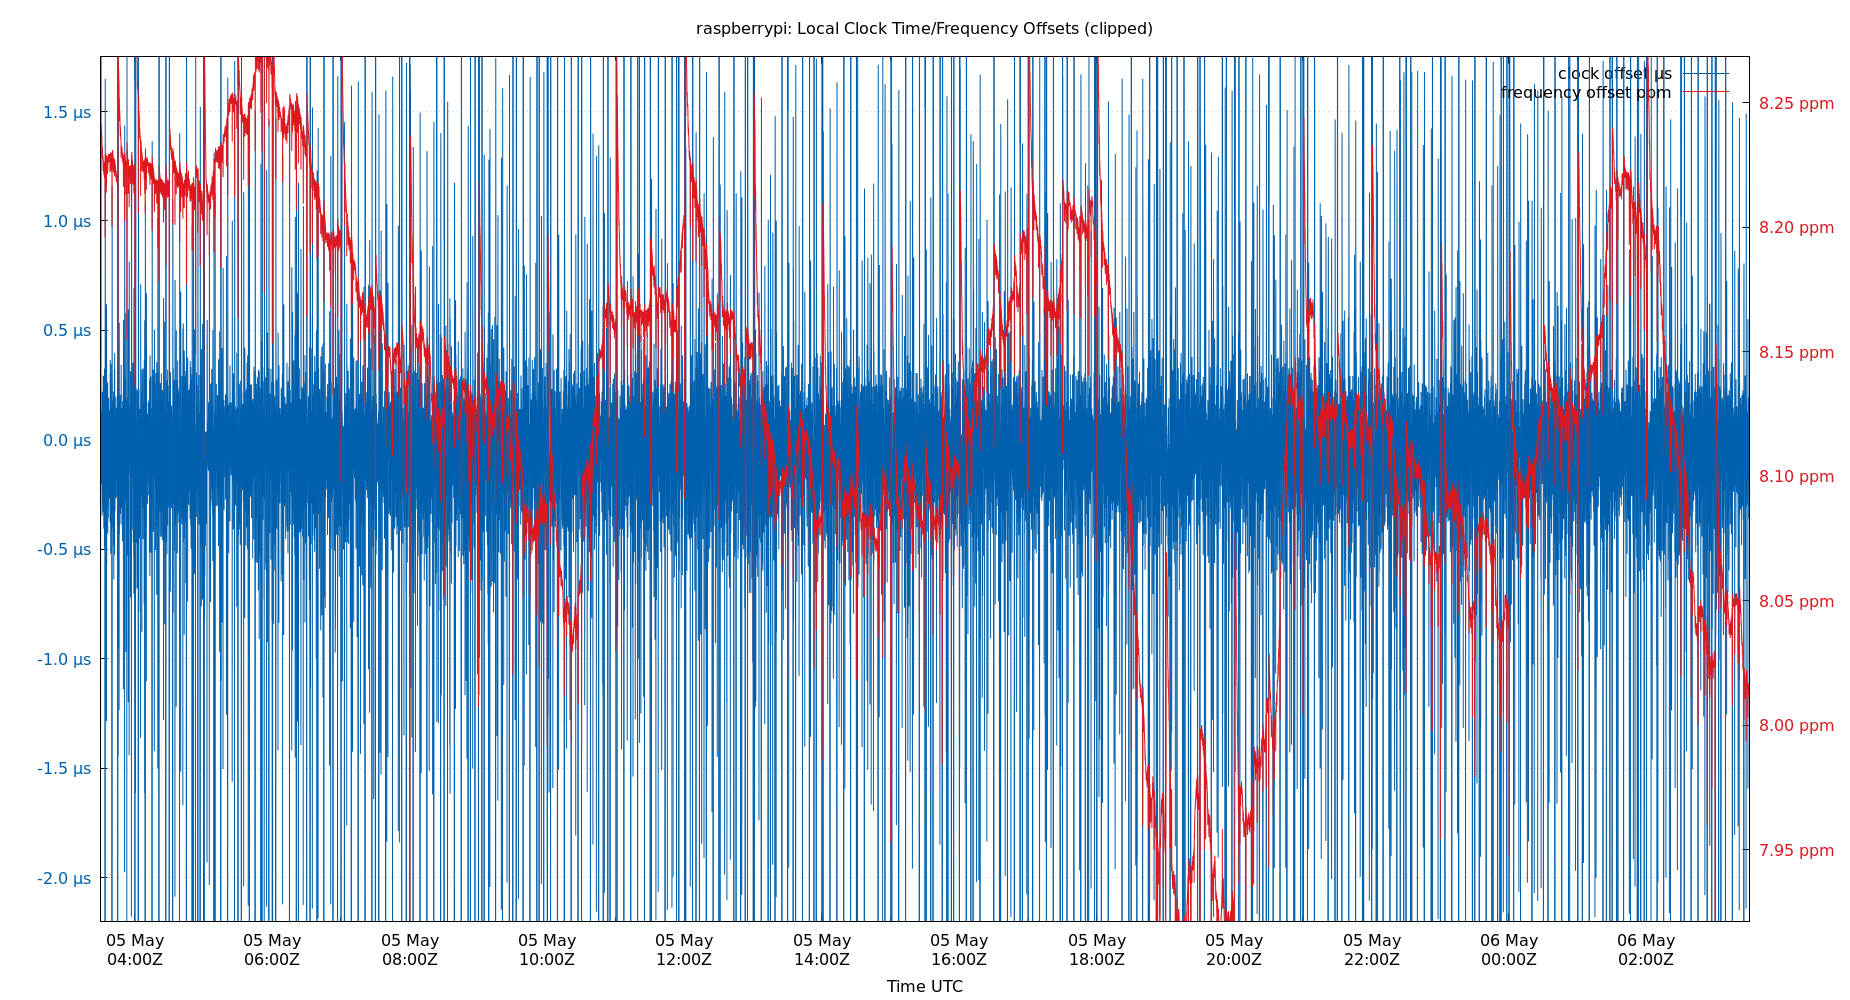 raspberrypi: Local Clock Time/Frequency Offsets (clipped)
clock offset µs
frequency offset ppm
1.5 µs
1.0 µs
0.5 µs
0.0 µs
-0.5 µs
-1.0 µs
-1.5 µs
-2.0 µs
8.25 ppm
8.20 ppm
8.15 ppm
8.10 ppm
8.05 ppm
8.00 ppm
7.95 ppm
05 May 05 May 05 May 05 May 05 May 05 May 05 May 05 May 05 May 05 May 06 May 06 May
04:00Z 06:00Z 08:00Z 10:00Z 12:00Z 14:00Z 16:00Z 18:00Z 20:00Z 22:00Z 00:00Z 02:00Z
Time UTC